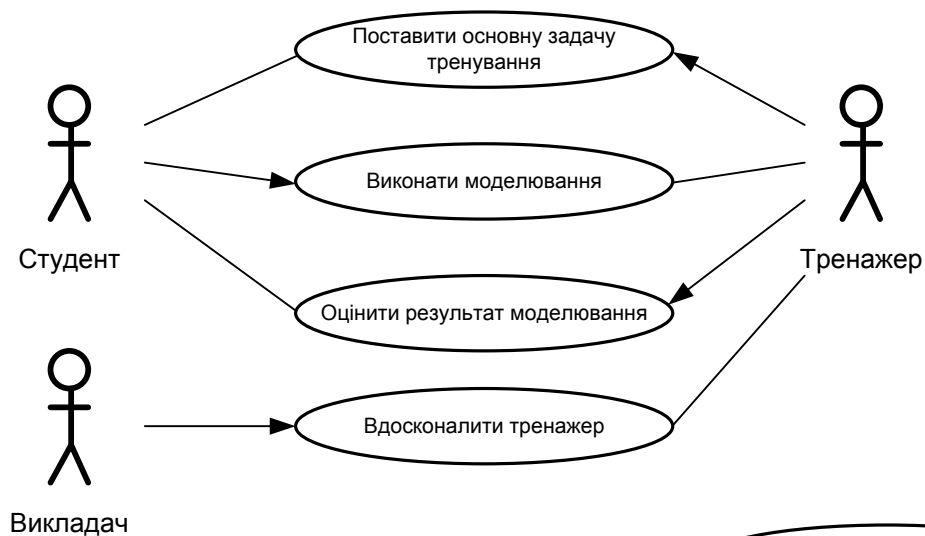 Поставити основну задачу
тренування
Виконати моделювання
Студент
Тренажер
Оцінити результат моделювання
Вдосконалити тренажер
Викладач